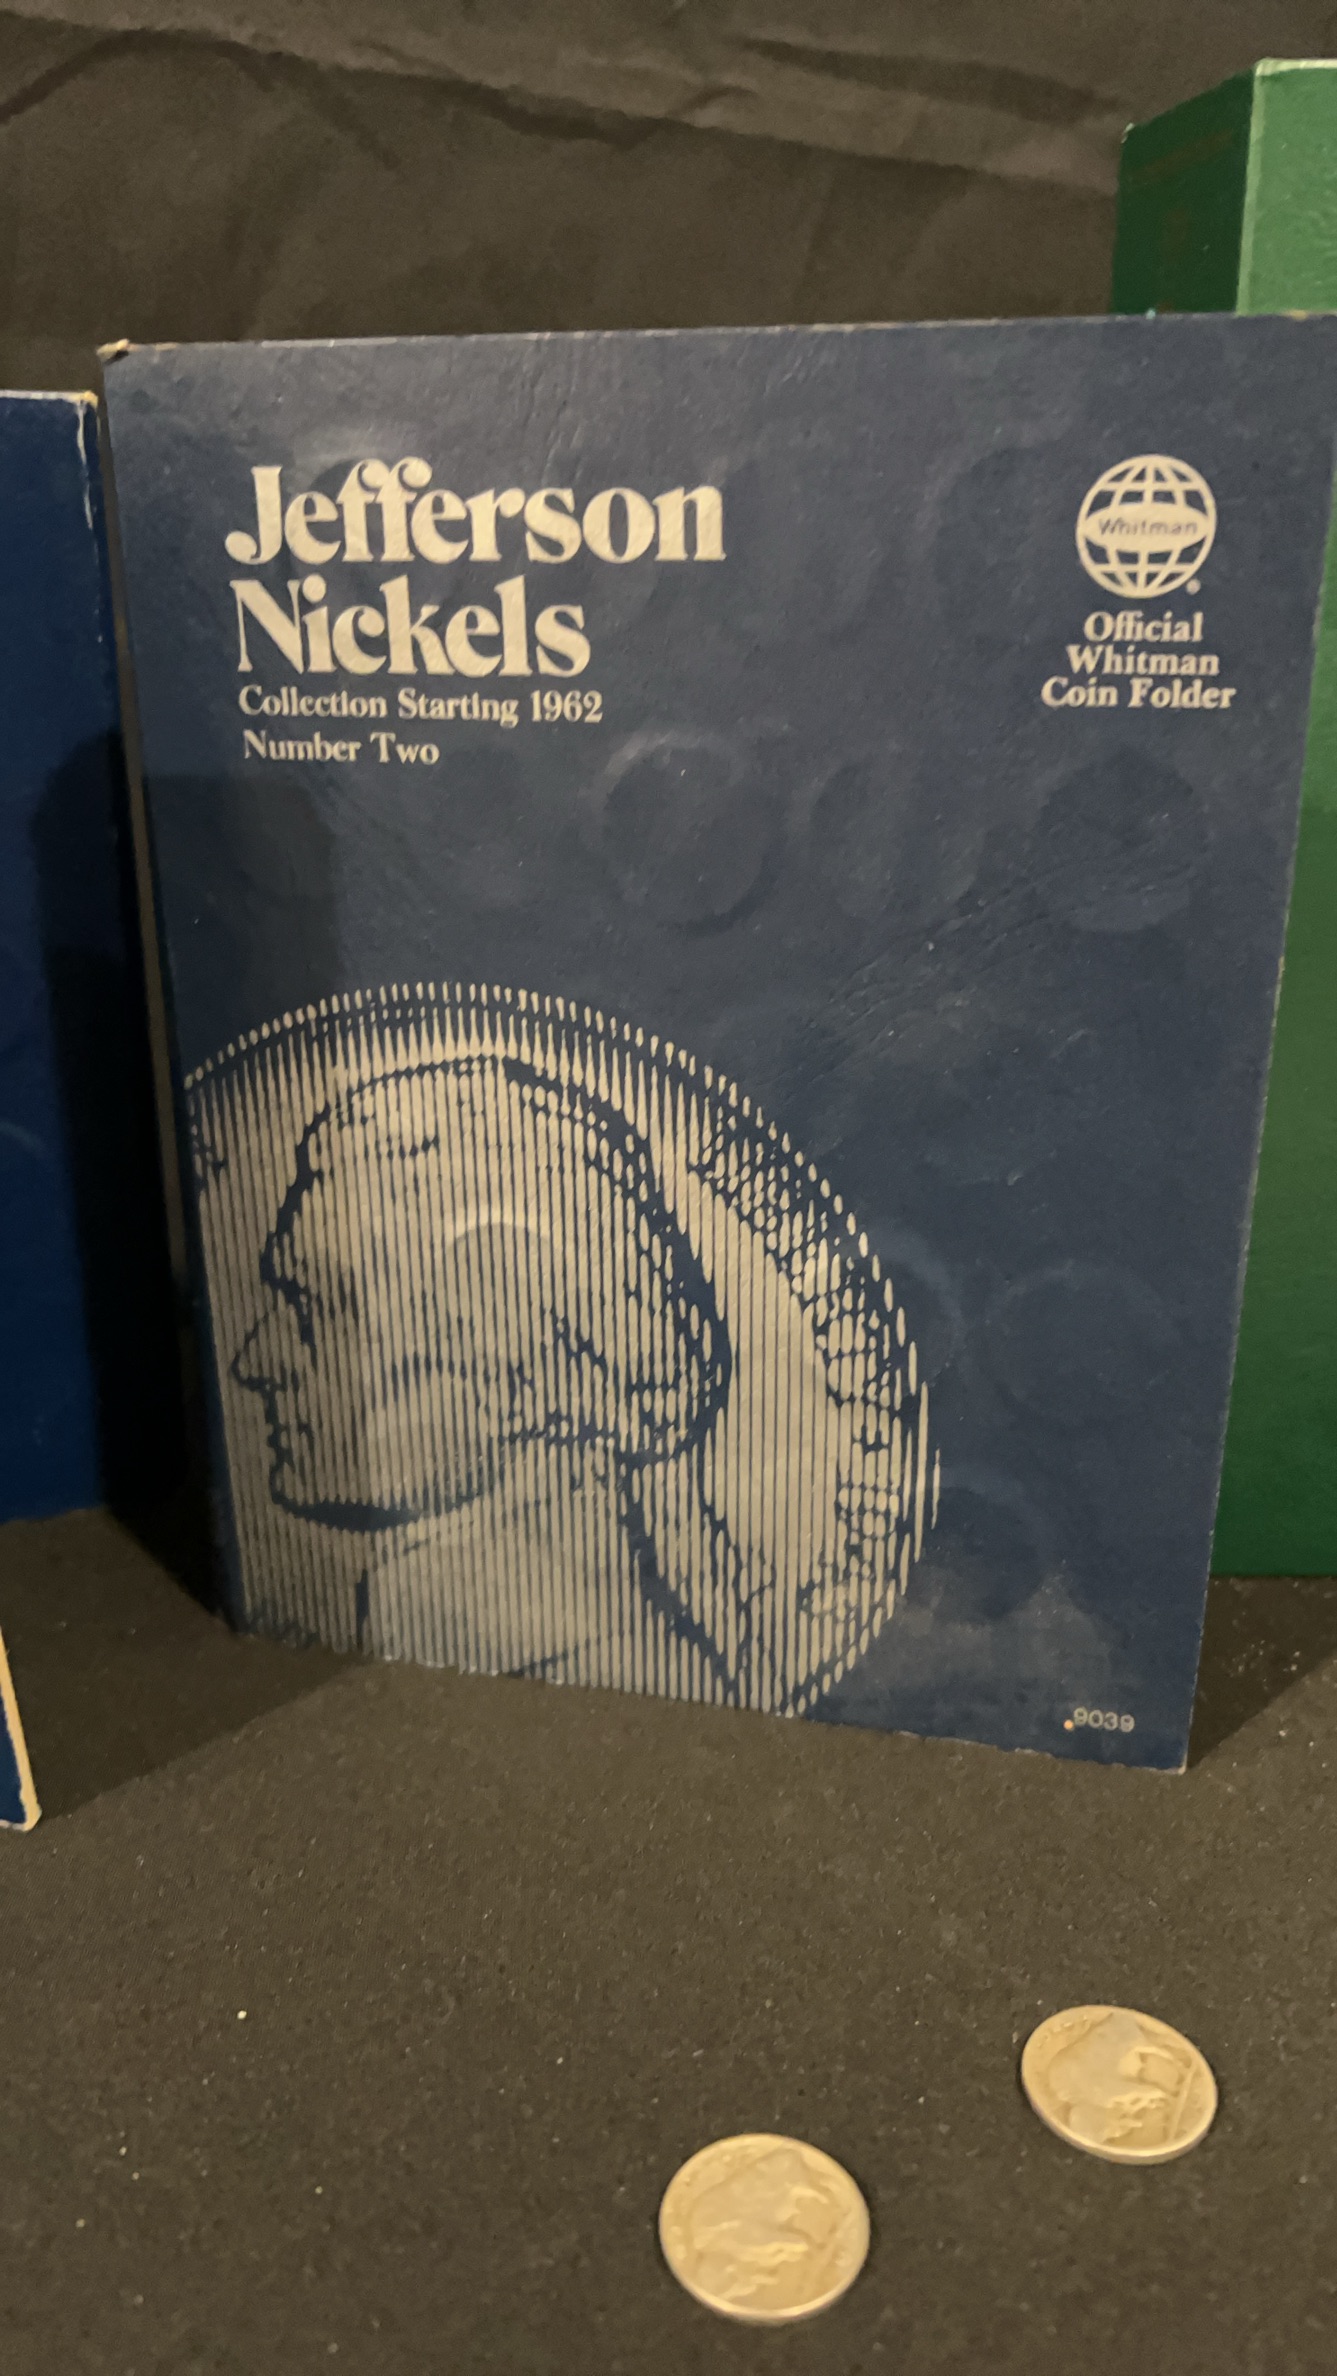 Jefferson
Nickels
Collection Starting 1962
Number Two
Whitman
Official
Whitman
Coin Folder
9039